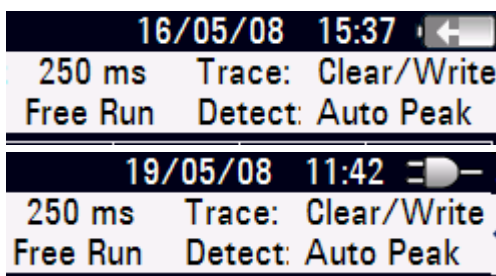 16/05/08 15:37
250 ms Trace: Clear/Write
Free Run Detect: Auto Peak
19/05/08 11:42
250 ms Trace: Clear/Write
Free Run Detect: Auto Peak